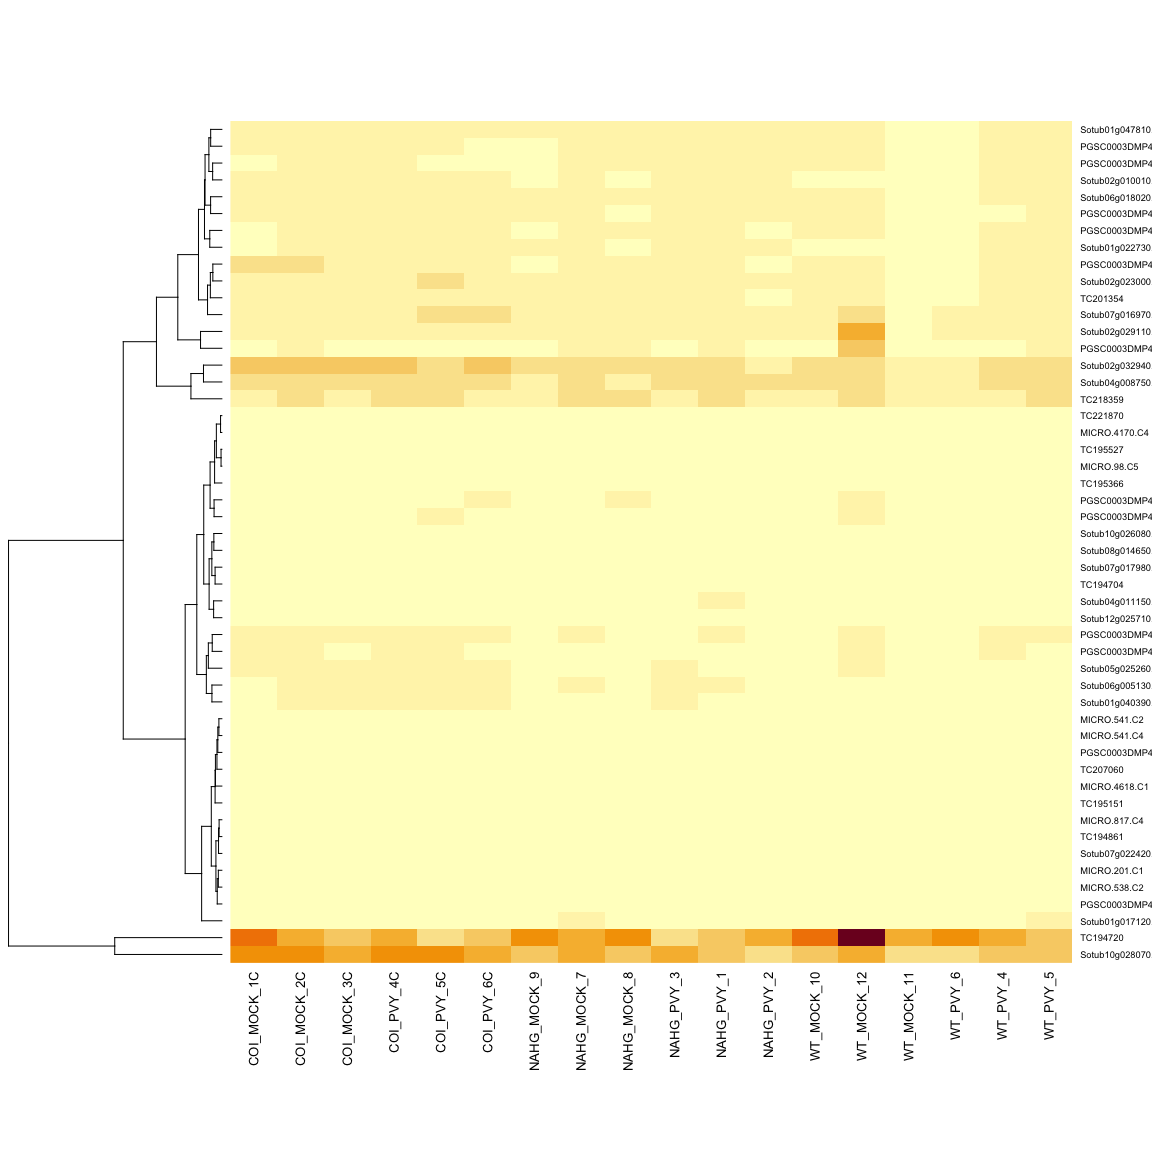 Sotub01g047810
PGSC0003DMP4
PGSC0003DMP4
Sotub02g010010
Sotub06g018020
PGSC0003DMP4
PGSC0003DMP4
Sotub01g022730
PGSC0003DMP4
Sotub02g023000
TC201354
Sotub07g016970
Sotub02g029110
PGSC0003DMP4
Sotub02g032940
Sotub04g008750
TC218359
TC221870
MICRO.4170.C4
TC195527
MICRO.98.C5
TC195366
PGSC0003DMP4
PGSC0003DMP4
Sotub10g026080
Sotub08g014650
Sotub07g017980
TC194704
Sotub04g011150
Sotub12g025710
PGSC0003DMP4
PGSC0003DMP4
Sotub05g025260
Sotub06g005130
Sotub01g040390
MICRO.541.C2
MICRO.541.C4
PGSC0003DMP4
TC207060
MICRO.4618.C1
TC195151
MICRO.817.C4
TC194861
Sotub07g022420
MICRO.201.C1
MICRO.538.C2
PGSC0003DMP4
Sotub01g017120
TC194720
Sotub10g028070
COI_MOCK_1C
COI_MOCK_2C
COI_MOCK_3C
COI_PVY_4C
COI_PVY_5C
COI_PVY_6C
NAHG_MOCK_9
NAHG_MOCK_7
NAHG_MOCK_8
NAHG_PVY_3
NAHG_PVY_1
NAHG_PVY_2
WT_MOCK_10
WT_MOCK_12
WT_MOCK_11
WT_PVY_6
WT_PVY_4
WT_PVY_5